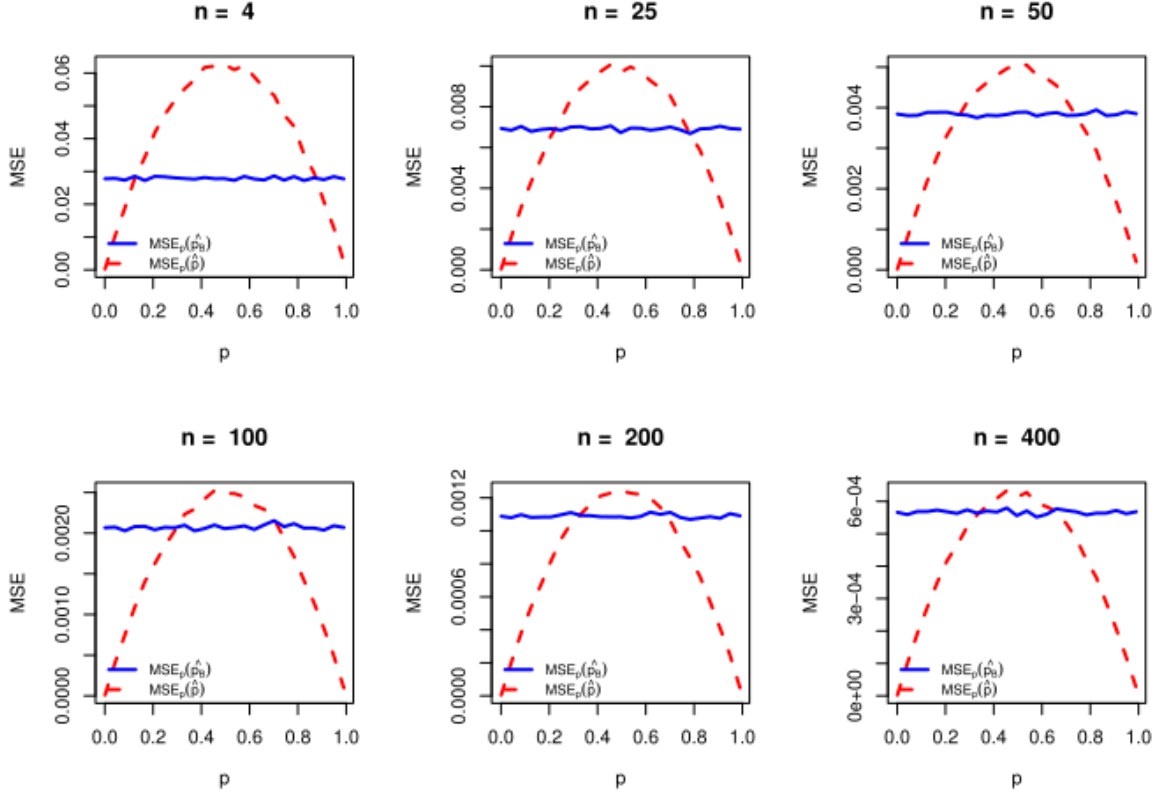 n = 4
MSE
0.00 0.02 0.04 0.06
MSEₚ(p̂_B)
MSEₚ(p̂)
0.0 0.2 0.4 0.6 0.8 1.0
p
n = 25
MSE
0.000 0.004 0.008
MSEₚ(p̂_B)
MSEₚ(p̂)
0.0 0.2 0.4 0.6 0.8 1.0
p
n = 50
MSE
0.000 0.002 0.004
MSEₚ(p̂_B)
MSEₚ(p̂)
0.0 0.2 0.4 0.6 0.8 1.0
p
n = 100
MSE
0.0000 0.0010 0.0020
MSEₚ(p̂_B)
MSEₚ(p̂)
0.0 0.2 0.4 0.6 0.8 1.0
p
n = 200
MSE
0.0000 0.0006 0.0012
MSEₚ(p̂_B)
MSEₚ(p̂)
0.0 0.2 0.4 0.6 0.8 1.0
p
n = 400
MSE
0e+00 3e−04 6e−04
MSEₚ(p̂_B)
MSEₚ(p̂)
0.0 0.2 0.4 0.6 0.8 1.0
p